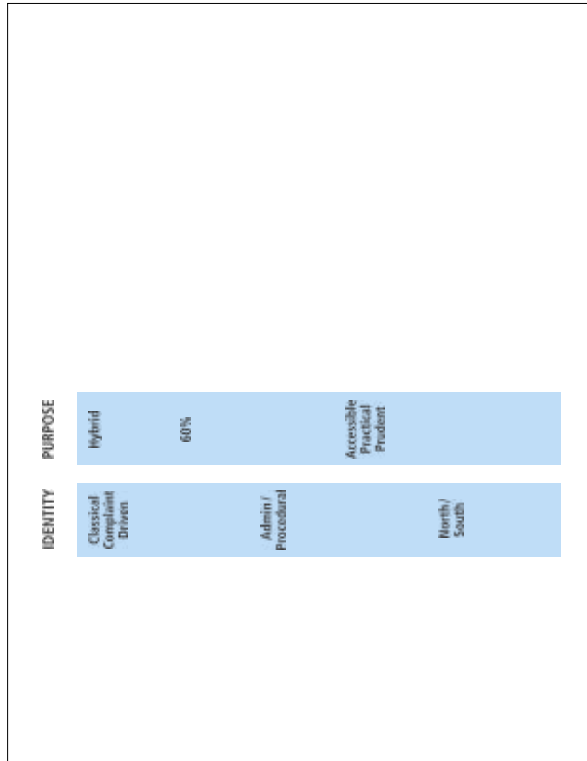 IDENTITY
PURPOSE
Classical
Complaint
Driven
Hybrid
60%
Admin /
Procedural
Accessible
Practical
Prudent
North /
South